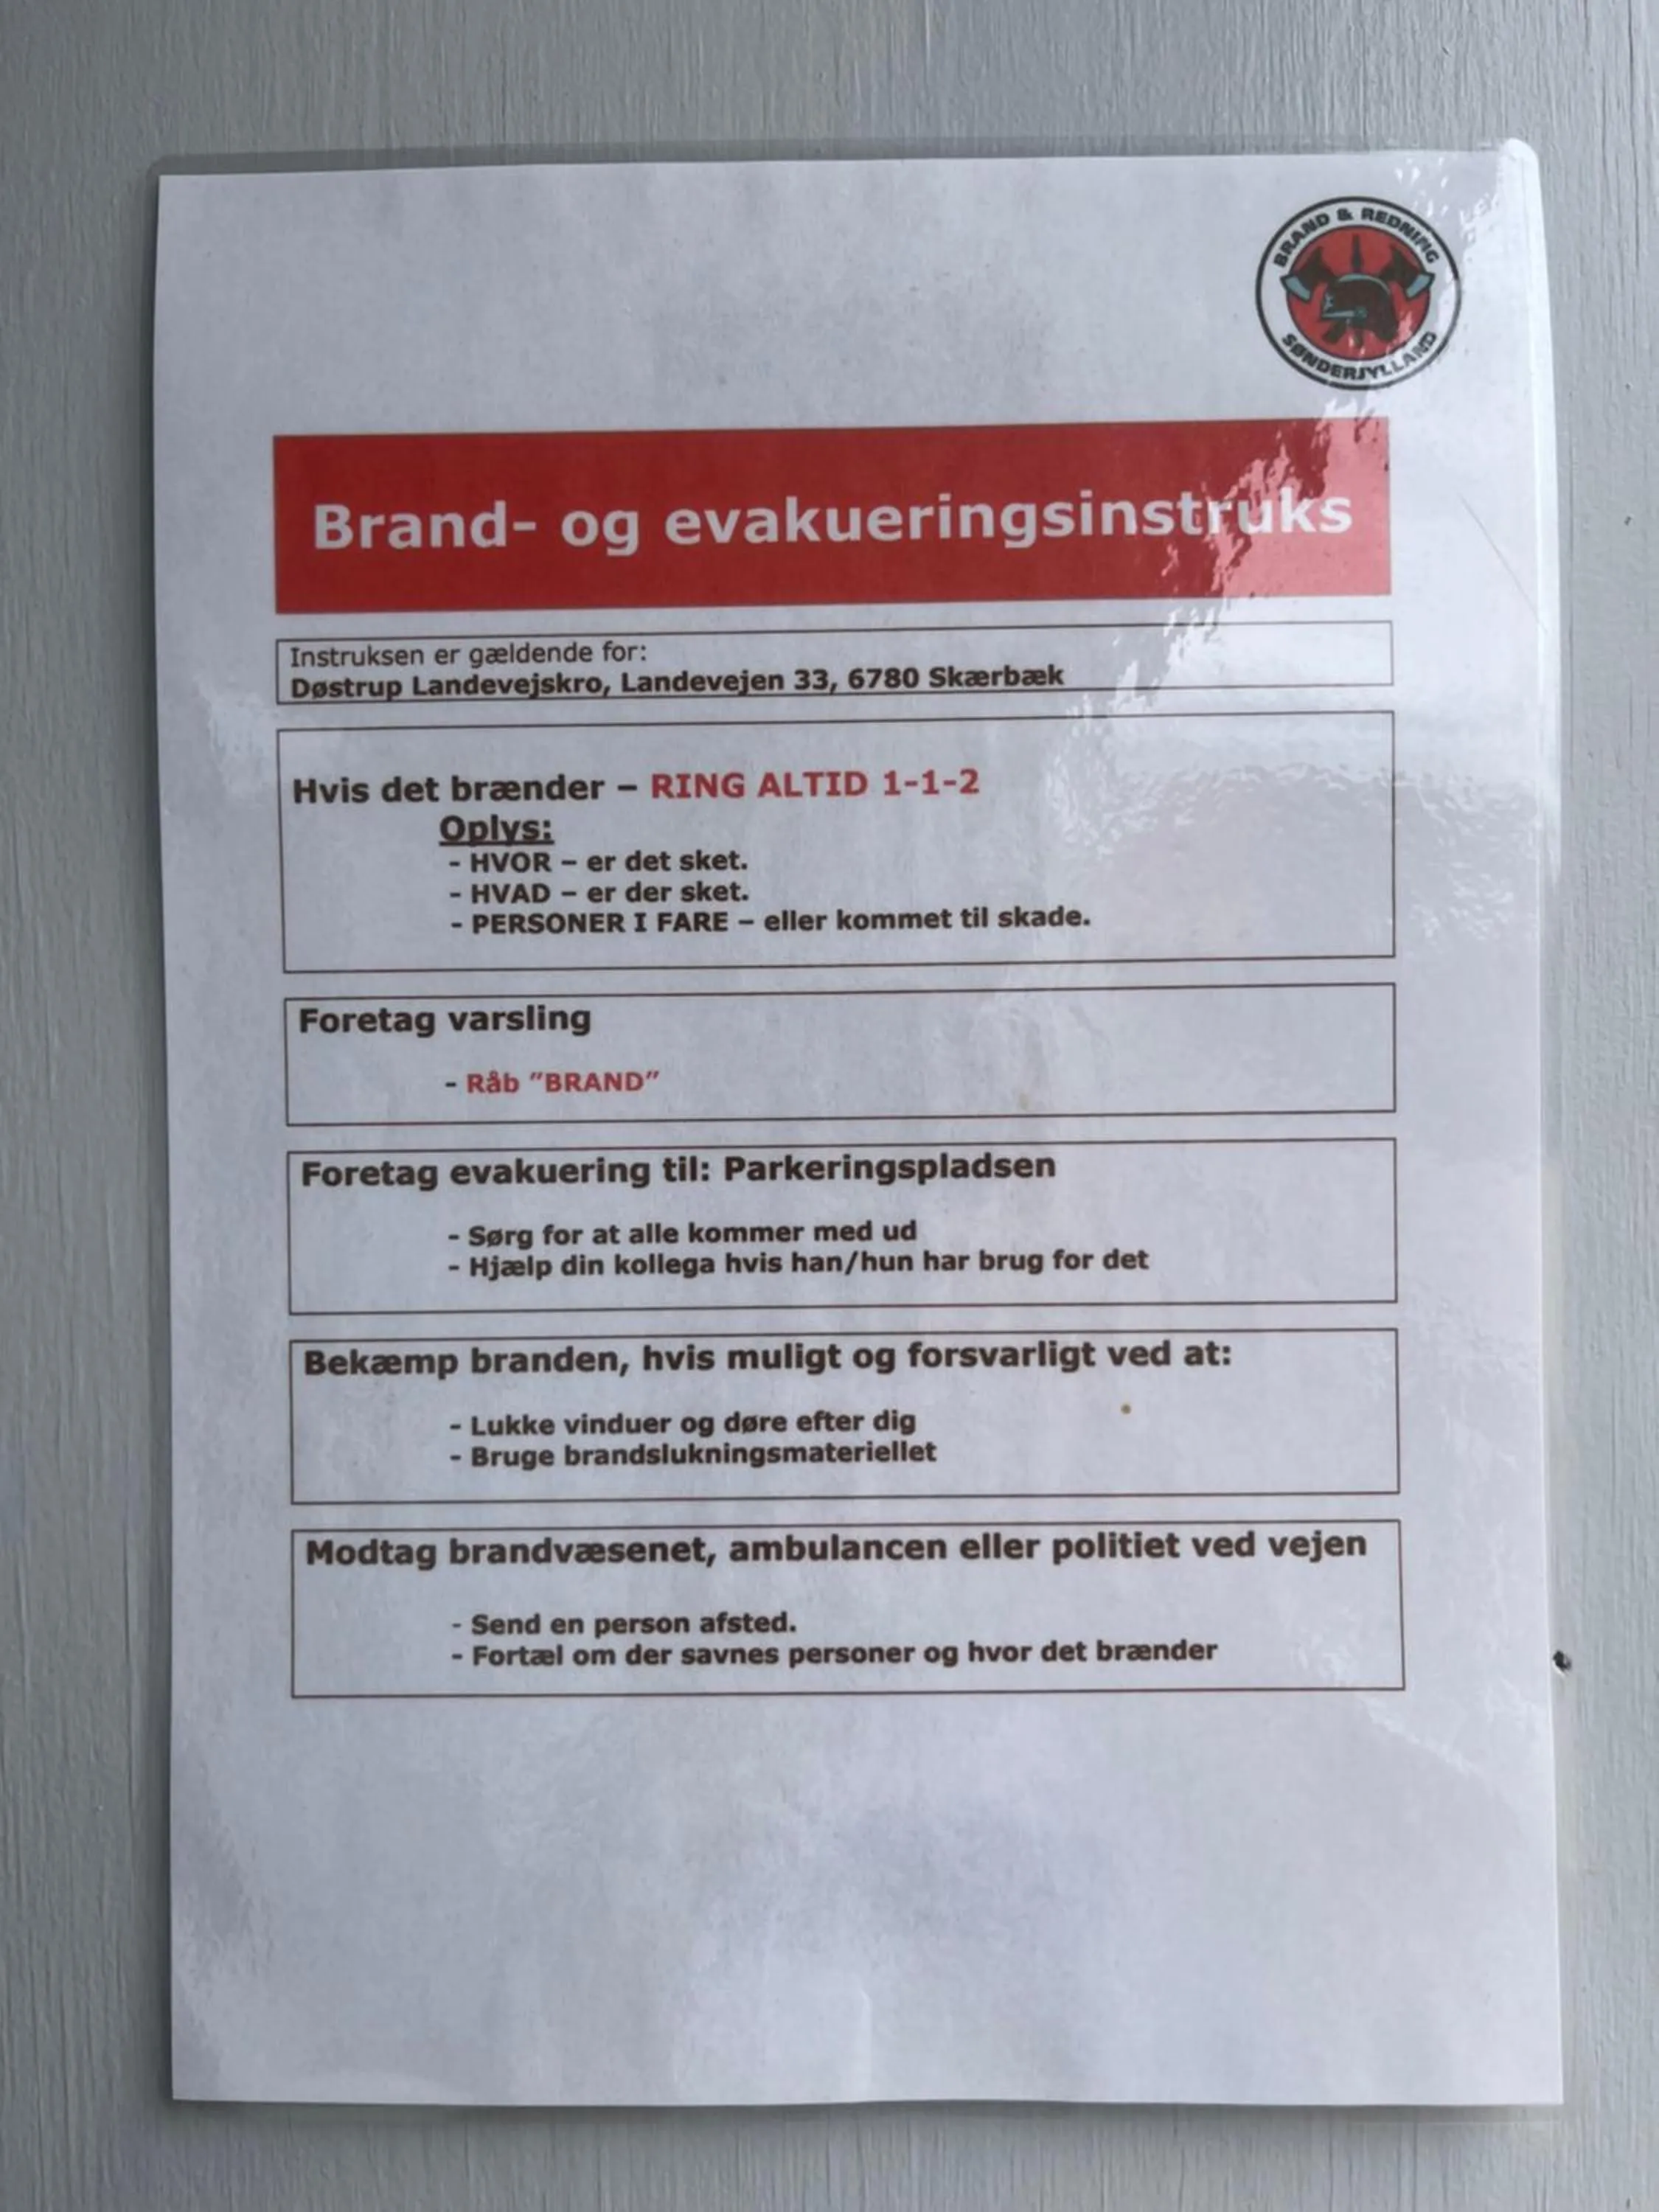 BRAND & REDNING
SØNDERJYLLAND
Brand- og evakueringsinstruks
Instruksen er gældende for:
Døstrup Landevejskro, Landevejen 33, 6780 Skærbæk
Hvis det brænder – RING ALTID 1-1-2
Oplys:
- HVOR – er det sket.
- HVAD – er der sket.
- PERSONER I FARE – eller kommet til skade.
Foretag varsling
- Råb "BRAND"
Foretag evakuering til: Parkeringspladsen
- Sørg for at alle kommer med ud
- Hjælp din kollega hvis han/hun har brug for det
Bekæmp branden, hvis muligt og forsvarligt ved at:
- Lukke vinduer og døre efter dig
- Bruge brandslukningsmateriellet
Modtag brandvæsenet, ambulancen eller politiet ved vejen
- Send en person afsted.
- Fortæl om der savnes personer og hvor det brænder